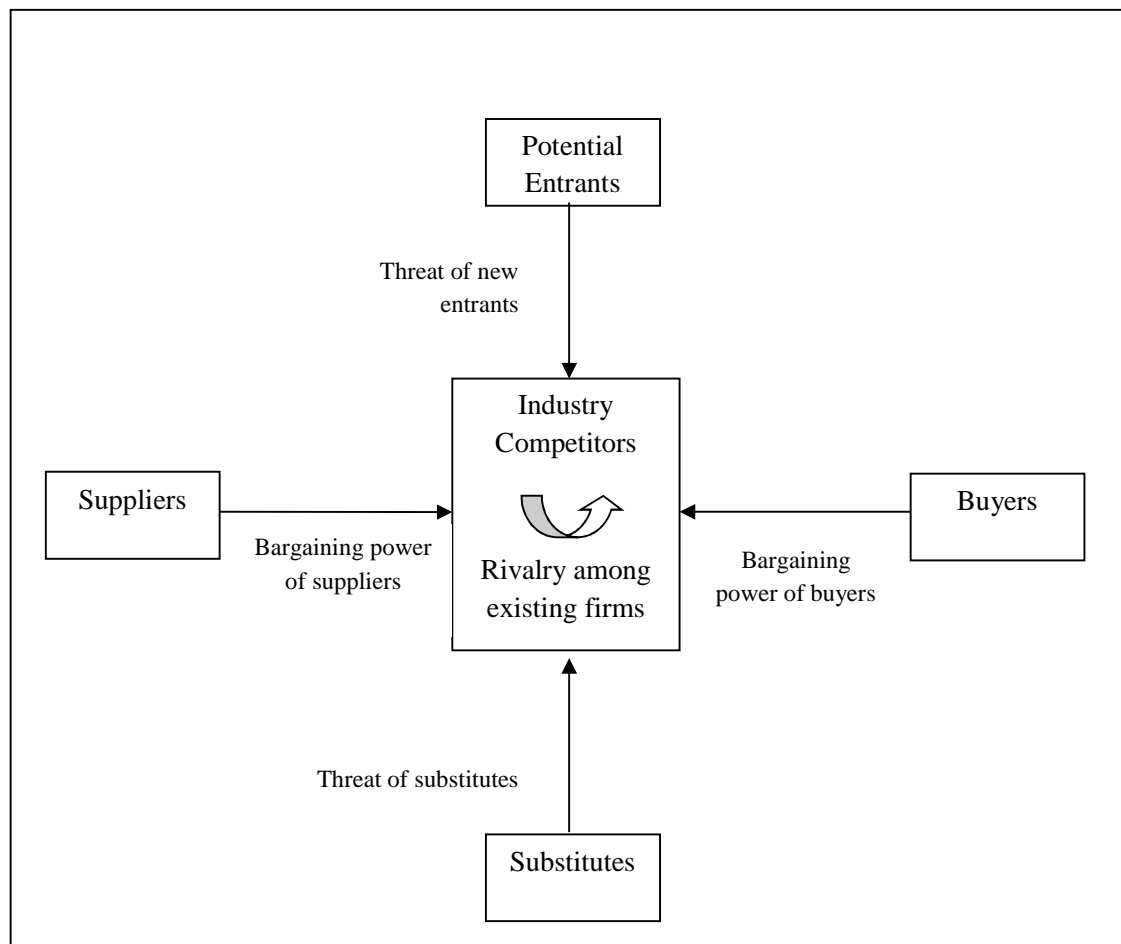 Potential
Entrants
Threat of new
entrants
Industry
Competitors
Suppliers
Buyers
Bargaining power
of suppliers
Rivalry among
existing firms
Bargaining
power of buyers
Threat of substitutes
Substitutes